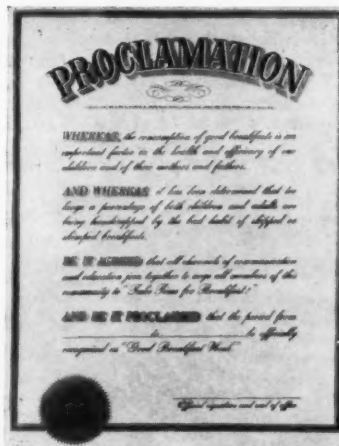 PROCLAMATION
WHEREAS, the consumption of good breakfasts is an
important factor in the health and efficiency of our
children and of their mothers and fathers.
AND WHEREAS it has been determined that too
large a percentage of both children and adults are
being handicapped by the bad habit of skipped or
skimped breakfasts.
BE IT that all channels of communication
and education join together to urge all members of this
community to "Take Time for Breakfast!"
AND BE IT PROCLAIMED that the period from
to be officially
recognized as "Good Breakfast Week"
Official signature and seal of office